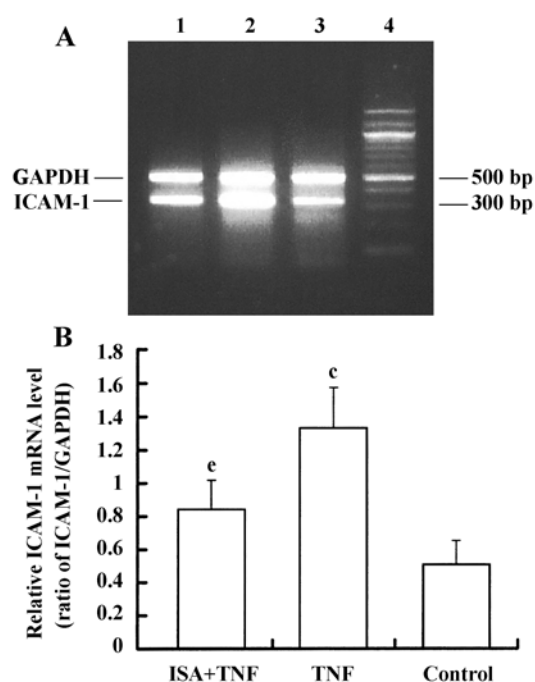 A
1 2 3 4
GAPDH
ICAM-1
500 bp
300 bp
B
Relative ICAM-1 mRNA level
(ratio of ICAM-1/GAPDH)
1.8
1.6
1.4
1.2
1
0.8
0.6
0.4
0.2
0
e
c
ISA+TNF TNF Control